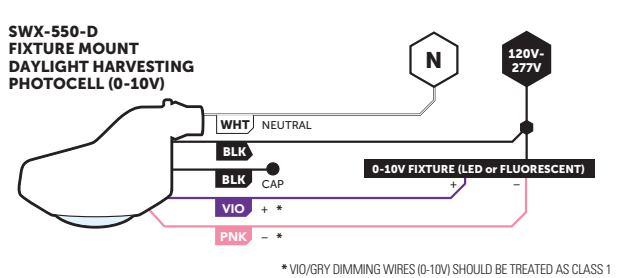 SWX-550-D
FIXTURE MOUNT
DAYLIGHT HARVESTING
PHOTOCELL (0-10V)
N
120V-
277V
WHT NEUTRAL
BLK
BLK CAP
0-10V FIXTURE (LED or FLUORESCENT)
+ –
VIO + *
PNK – *
* VIO/GRY DIMMING WIRES (0-10V) SHOULD BE TREATED AS CLASS 1